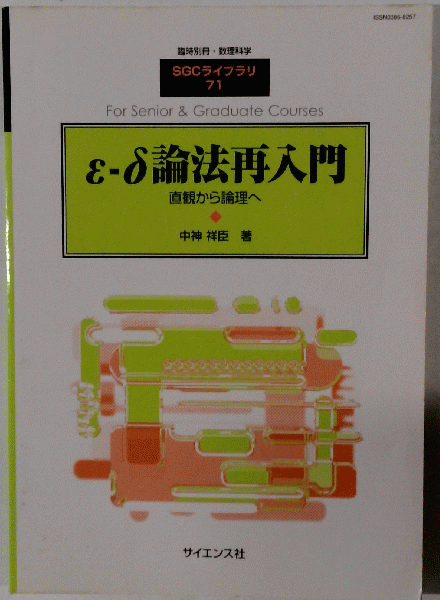 ISSN0386-8257
臨時別冊・数理科学
SGCライブラリ
71
For Senior & Graduate Courses
ε-δ論法再入門
直観から論理へ
中神 祥臣 著
サイエンス社